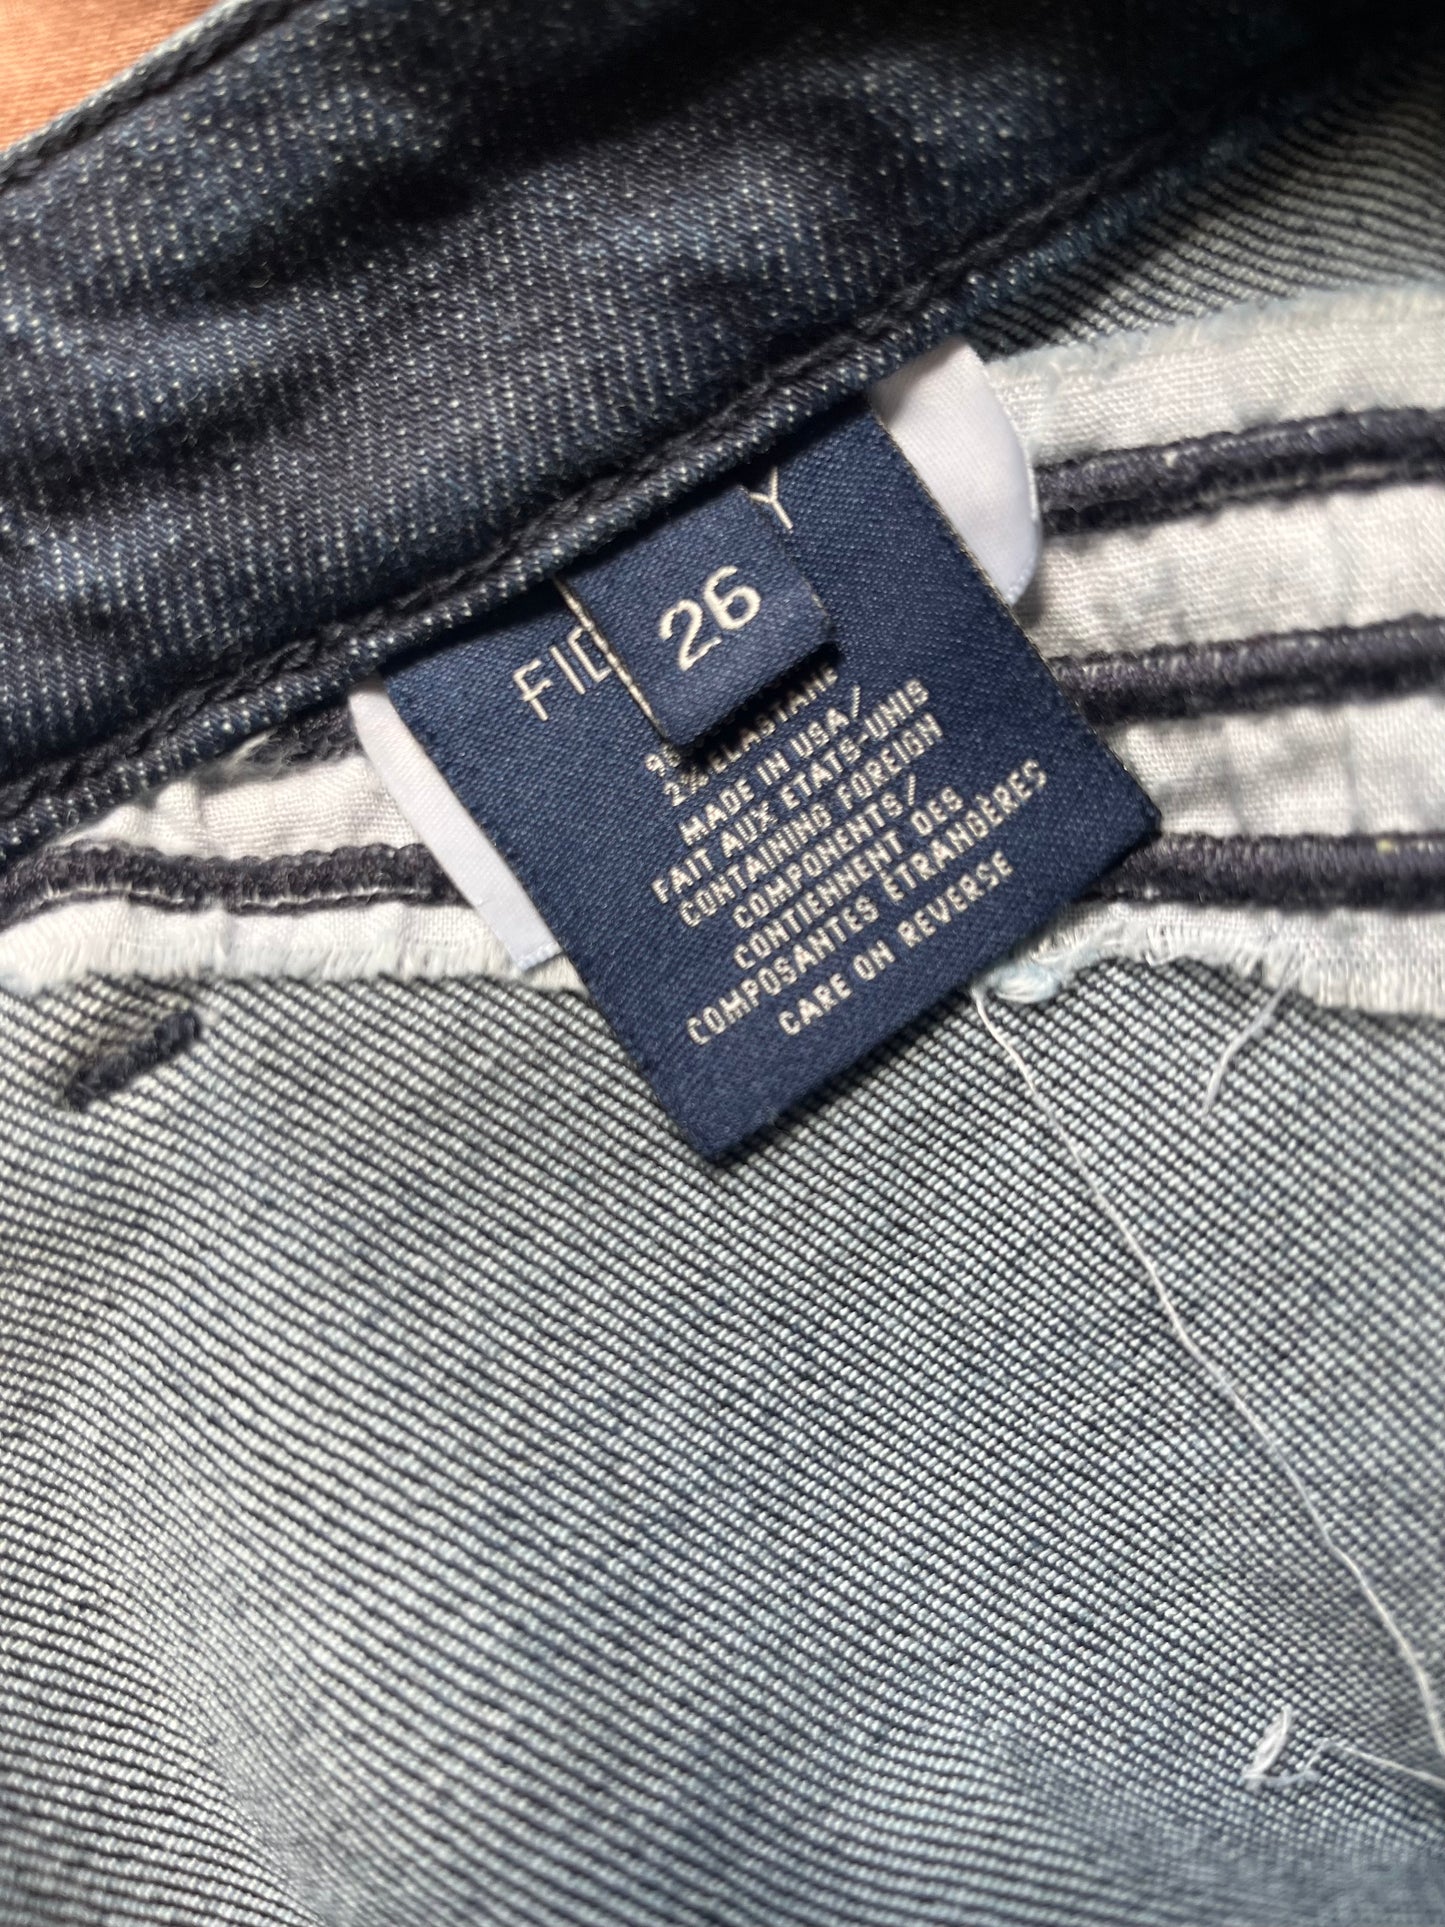 26
2% ELASTANE
MADE IN USA/
FAIT AUX ETATS-UNIS
CONTAINING FOREIGN
COMPONENTS/
CONTIENNENT DES
COMPOSANTES ÉTRANGÈRES
CARE ON REVERSE